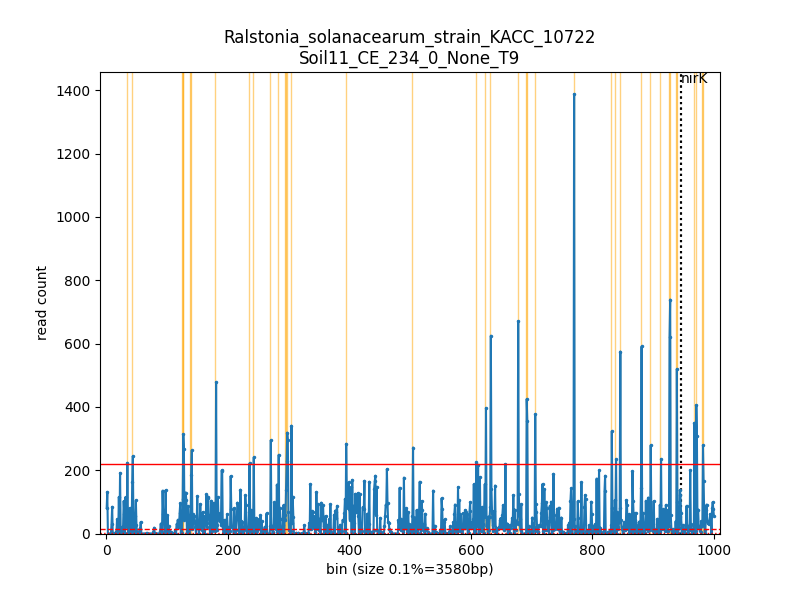 Ralstonia_solanacearum_strain_KACC_10722
Soil11_CE_234_0_None_T9
nirK
1400
1200
1000
800
600
400
200
0
read count
0 200 400 600 800 1000
bin (size 0.1%=3580bp)